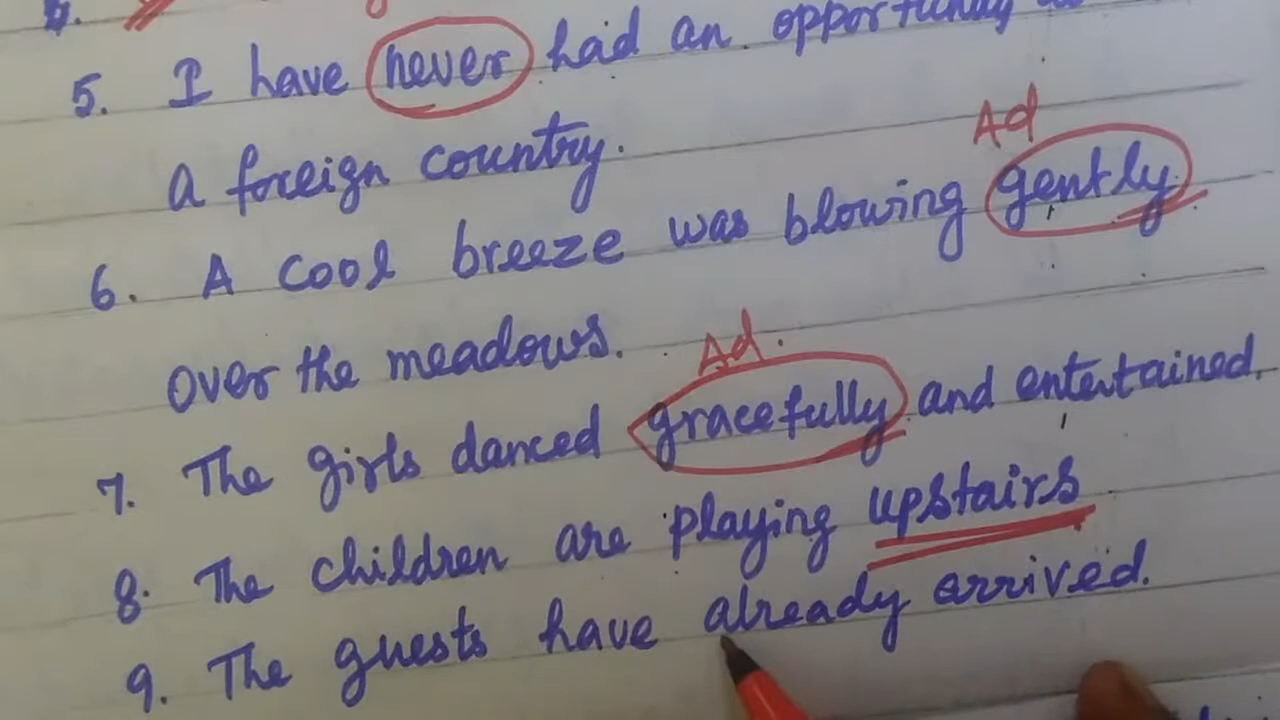 5. I have never had an opportunity
a foreign country.
Ad
6. A cool breeze was blowing gently
over the meadows.
Ad.
7. The girls danced gracefully and entertained.
8. The children are playing upstairs
9. The guests have already arrived.